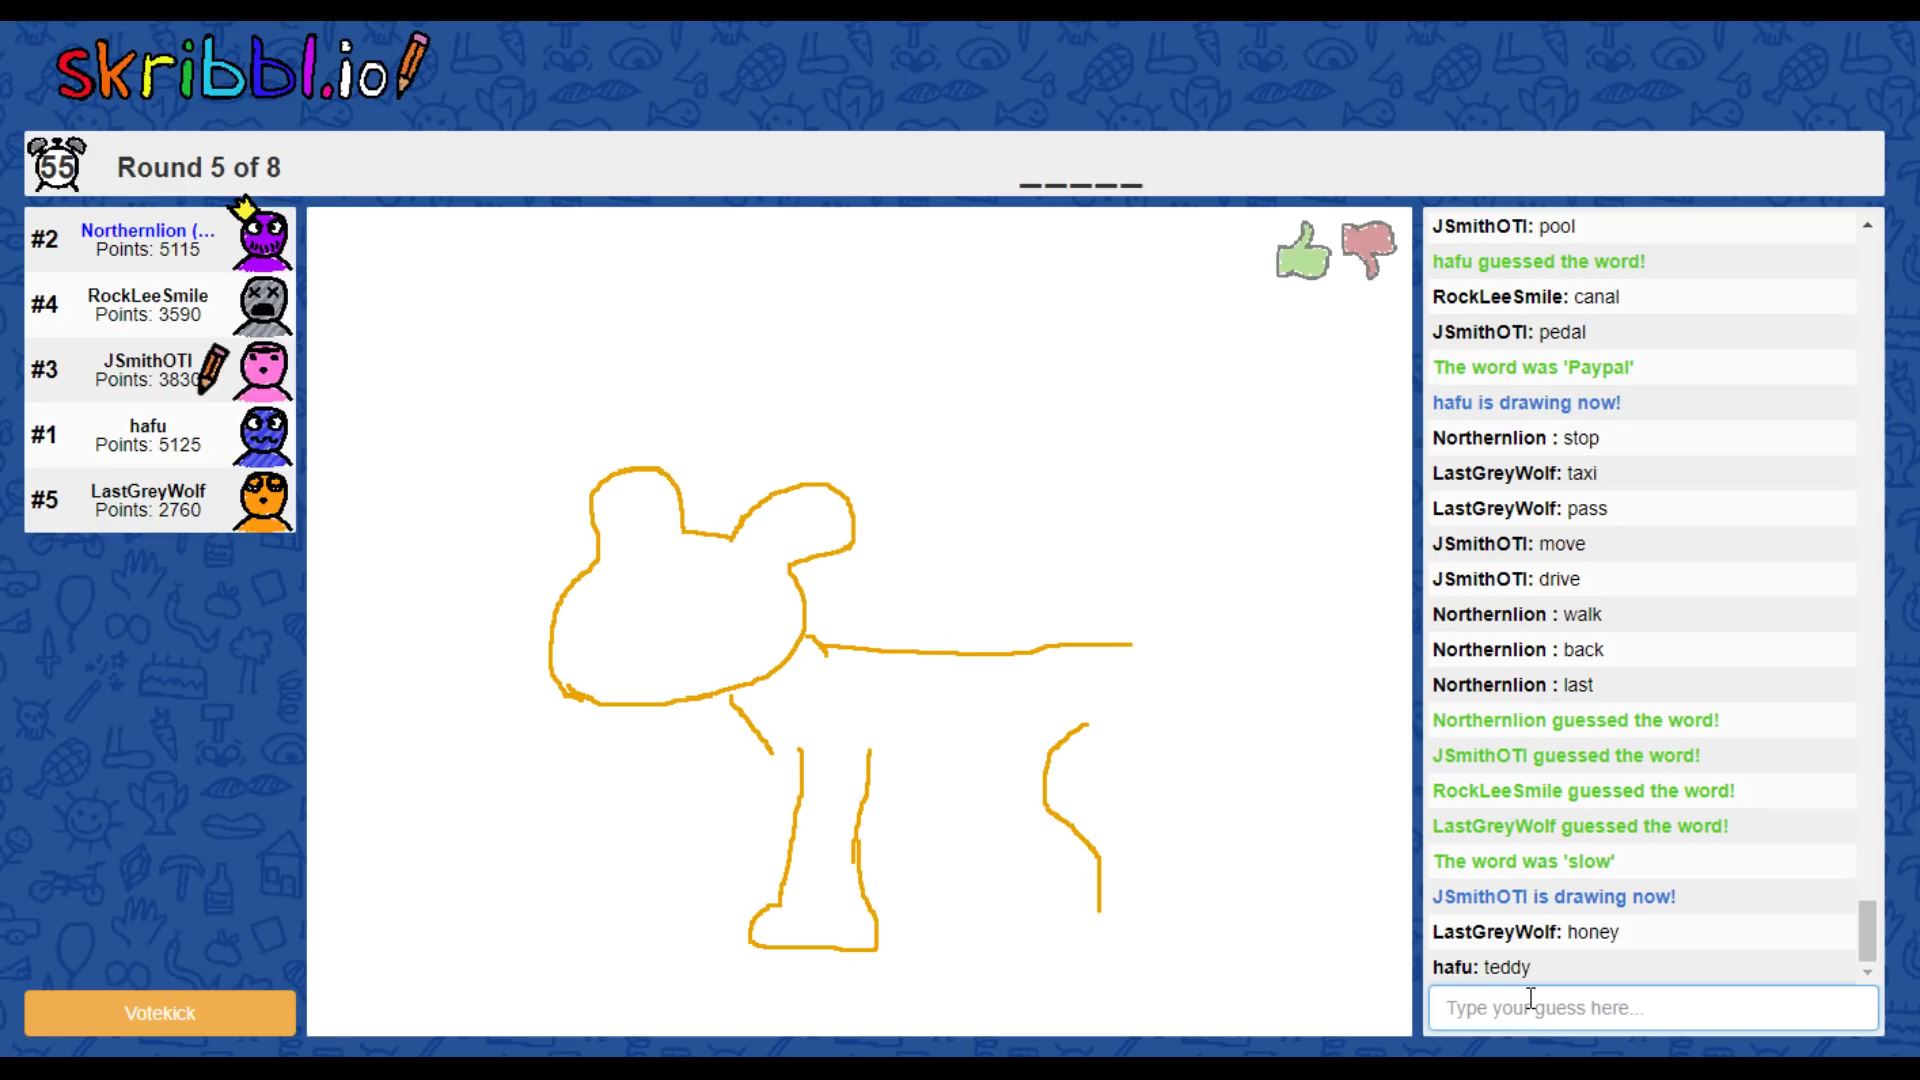 skribbl.io
55
Round 5 of 8
_ _ _ _ _
#2
Northernlion (...
Points: 5115
#4
RockLeeSmile
Points: 3590
#3
JSmithOTI
Points: 3830
#1
hafu
Points: 5125
#5
LastGreyWolf
Points: 2760
Votekick
JSmithOTI: pool
hafu guessed the word!
RockLeeSmile: canal
JSmithOTI: pedal
The word was 'Paypal'
hafu is drawing now!
Northernlion : stop
LastGreyWolf: taxi
LastGreyWolf: pass
JSmithOTI: move
JSmithOTI: drive
Northernlion : walk
Northernlion : back
Northernlion : last
Northernlion guessed the word!
JSmithOTI guessed the word!
RockLeeSmile guessed the word!
LastGreyWolf guessed the word!
The word was 'slow'
JSmithOTI is drawing now!
LastGreyWolf: honey
hafu: teddy
Type your guess here...